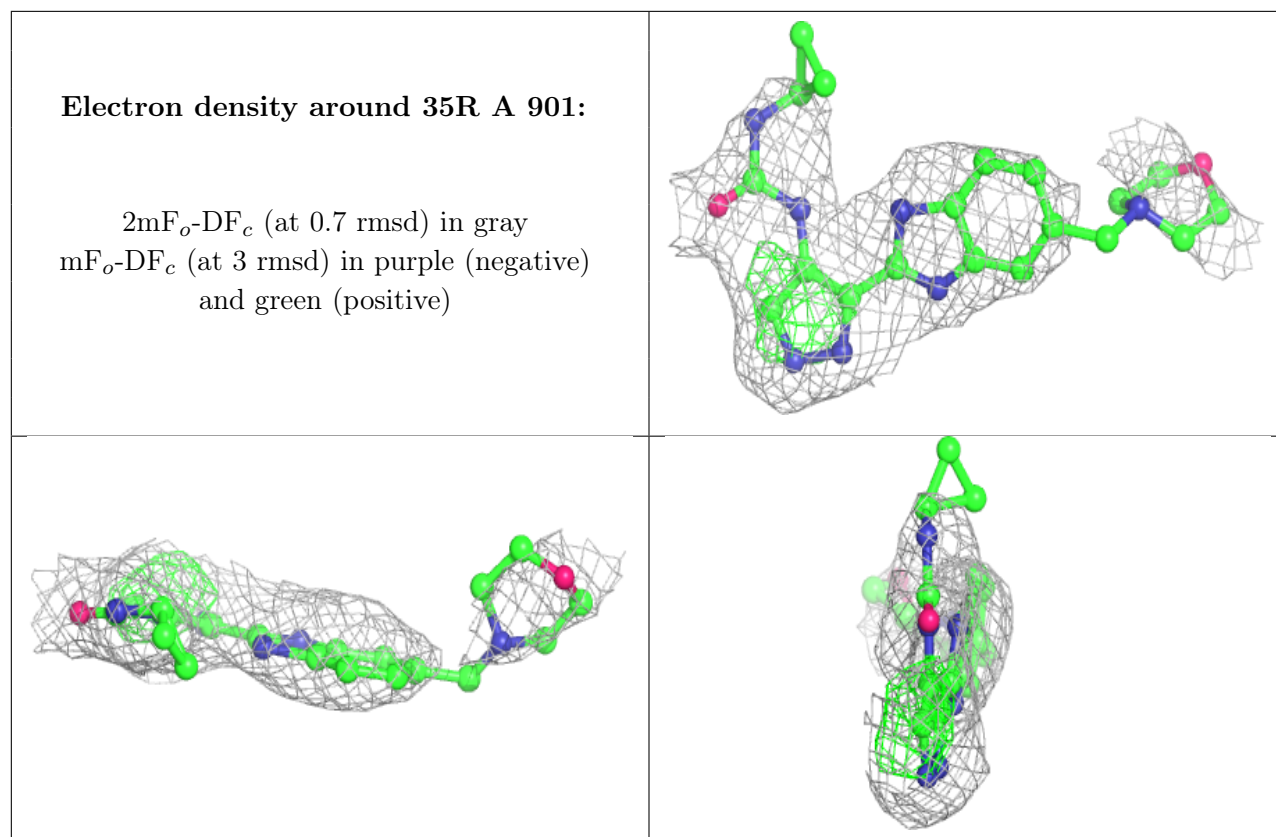 Electron density around 35R A 901:
2mFo-DFc (at 0.7 rmsd) in gray
mFo-DFc (at 3 rmsd) in purple (negative)
and green (positive)